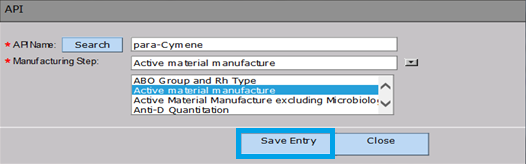 API
* API Name: Search para-Cymene
* Manufacturing Step: Active material manufacture
ABO Group and Rh Type
Active material manufacture
Active Material Manufacture excluding Microbiolo
Anti-D Quantitation
Save Entry Close